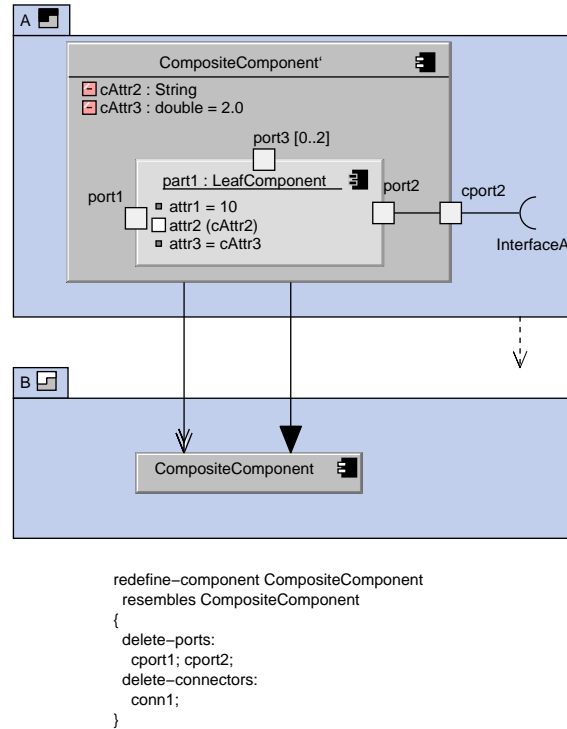 A
CompositeComponent‘
cAttr2 : String
cAttr3 : double = 2.0
port3 [0..2]
part1 : LeafComponent
port1
port2
cport2
attr1 = 10
attr2 (cAttr2)
attr3 = cAttr3
InterfaceA
B
CompositeComponent
redefine−component CompositeComponent
resembles CompositeComponent
{
delete−ports:
cport1; cport2;
delete−connectors:
conn1;
}